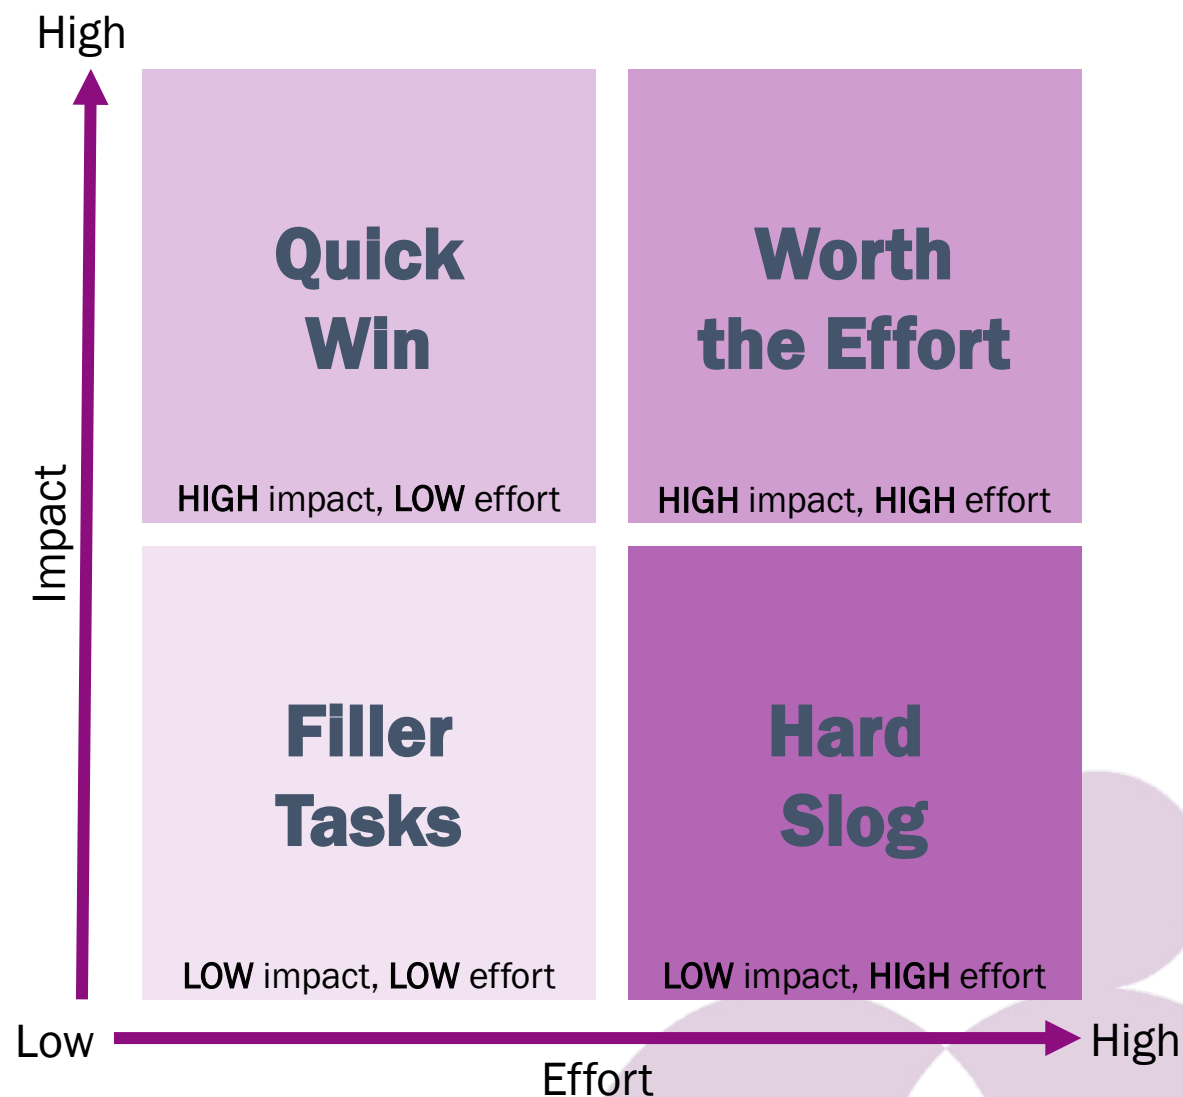 High
Quick
Win
HIGH impact, LOW effort
Worth
the Effort
HIGH impact, HIGH effort
Impact
Filler
Tasks
LOW impact, LOW effort
Hard
Slog
LOW impact, HIGH effort
Low
High
Effort